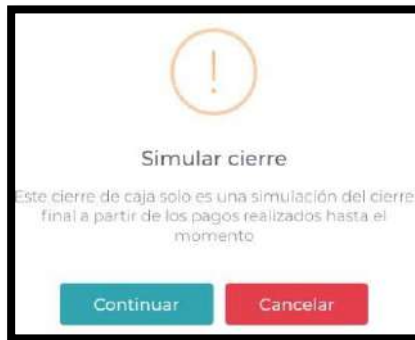 !
Simular cierre
Este cierre de caja solo es una simulación del cierre
final a partir de los pagos realizados hasta el
momento
Continuar Cancelar